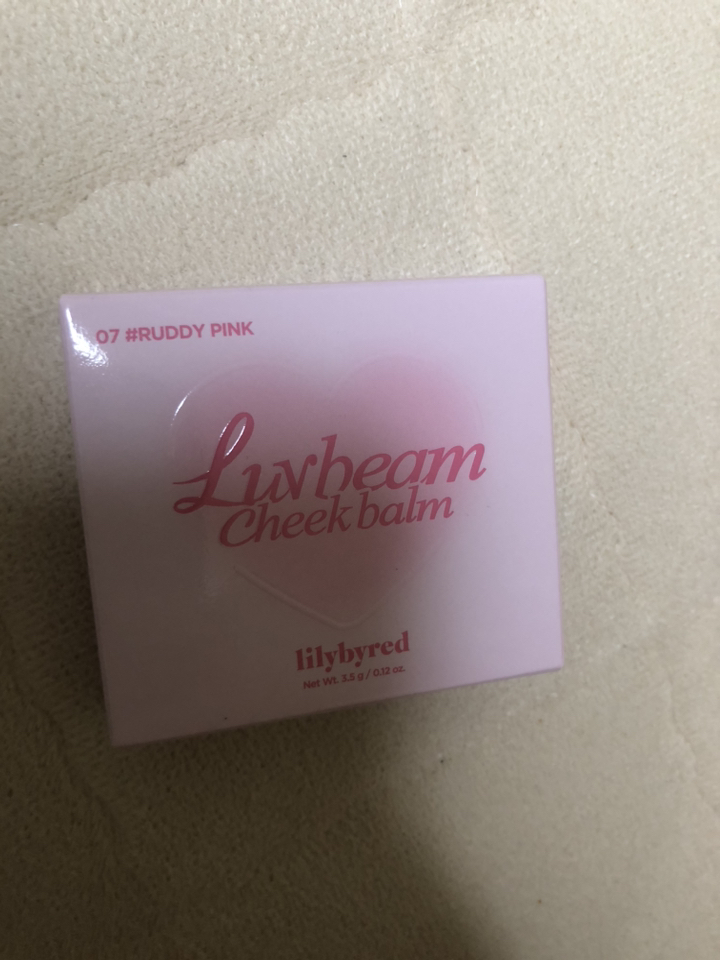 07 #RUDDY PINK
Luvbeam
Cheek balm
lilybyred
Net Wt. 3.5 g / 0.12 oz.